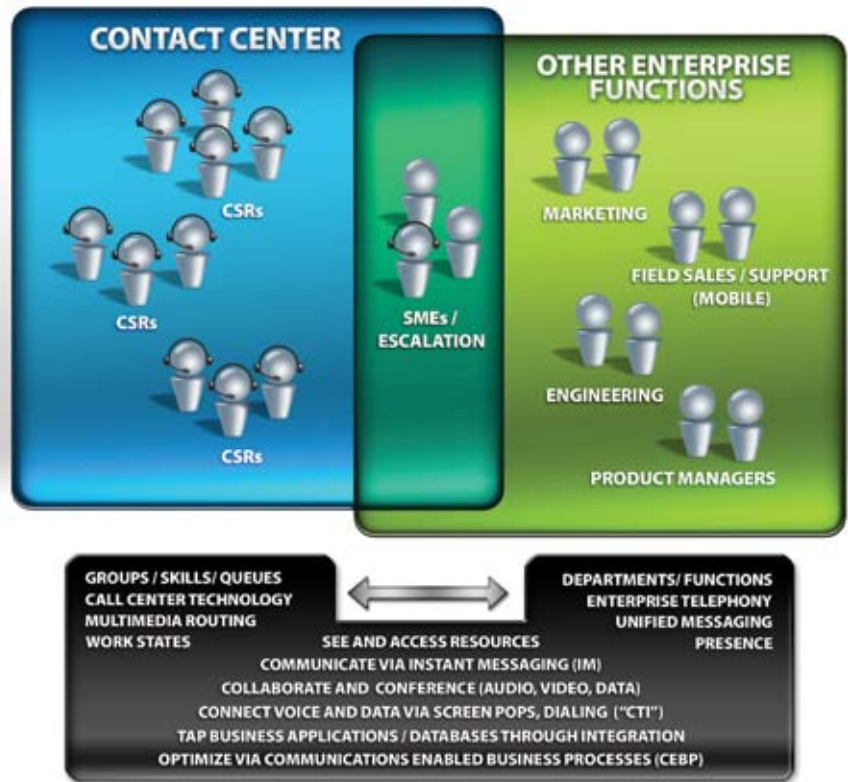 CONTACT CENTER
OTHER ENTERPRISE
FUNCTIONS
CSRs
CSRs
CSRs
SMEs /
ESCALATION
MARKETING
FIELD SALES / SUPPORT
(MOBILE)
ENGINEERING
PRODUCT MANAGERS
GROUPS / SKILLS/ QUEUES
CALL CENTER TECHNOLOGY
MULTIMEDIA ROUTING
WORK STATES
DEPARTMENTS/ FUNCTIONS
ENTERPRISE TELEPHONY
UNIFIED MESSAGING
PRESENCE
SEE AND ACCESS RESOURCES
COMMUNICATE VIA INSTANT MESSAGING (IM)
COLLABORATE AND CONFERENCE (AUDIO, VIDEO, DATA)
CONNECT VOICE AND DATA VIA SCREEN POPS, DIALING ("CTI")
TAP BUSINESS APPLICATIONS / DATABASES THROUGH INTEGRATION
OPTIMIZE VIA COMMUNICATIONS ENABLED BUSINESS PROCESSES (CEBP)